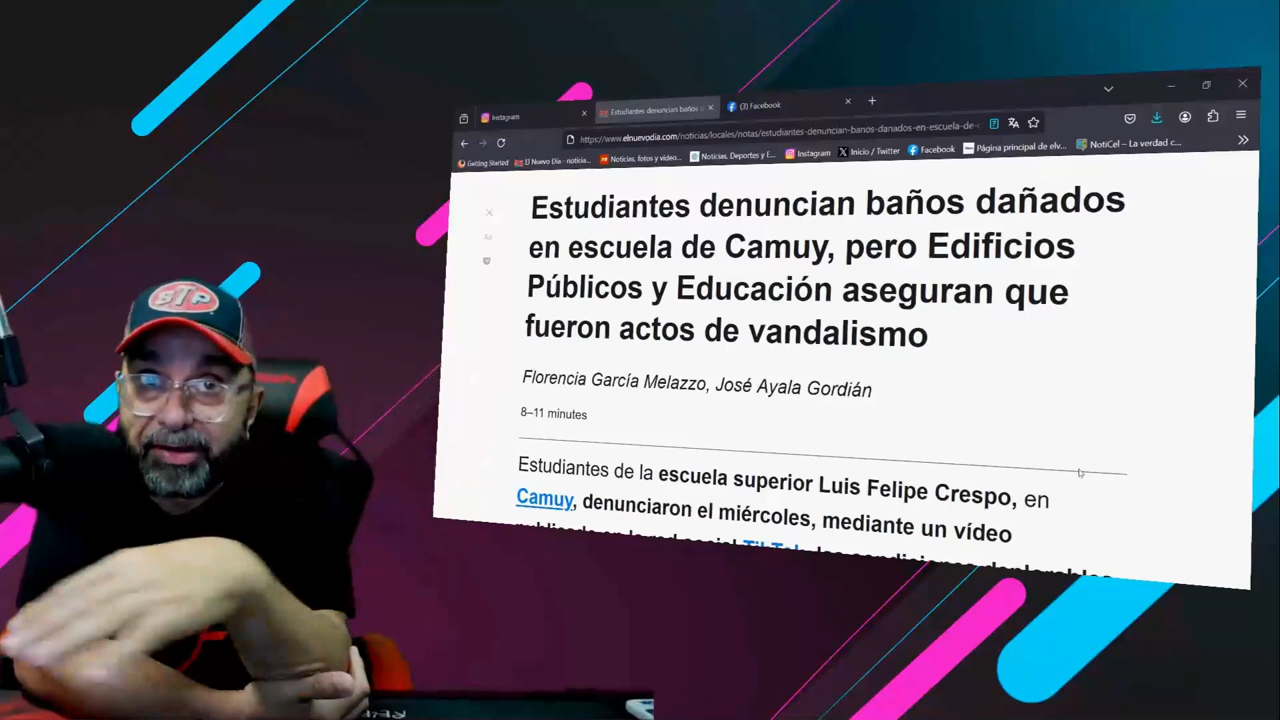 STP
Instagram
Estudiantes denuncian baños
(3) Facebook
https://www.elnuevodia.com/noticias/locales/notas/estudiantes-denuncian-banos-danados-en-escuela-de-
Getting Started
El Nuevo Día - noticia...
Noticias, fotos y video...
Noticias, Deportes y E...
Instagram
Inicio / Twitter
Facebook
Página principal de elv...
NotiCel – La verdad c...
Estudiantes denuncian baños dañados
en escuela de Camuy, pero Edificios
Públicos y Educación aseguran que
fueron actos de vandalismo
Florencia García Melazzo, José Ayala Gordián
8–11 minutes
Estudiantes de la escuela superior Luis Felipe Crespo, en
Camuy, denunciaron el miércoles, mediante un vídeo